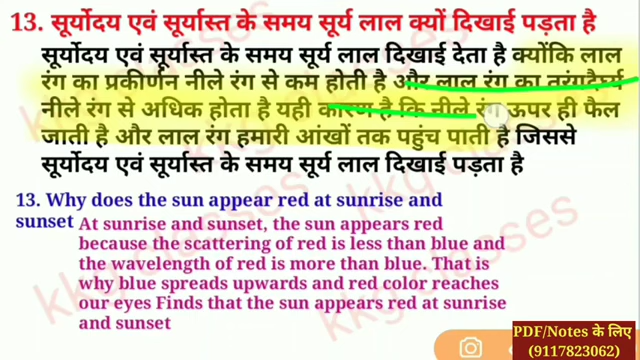 13. सूर्योदय एवं सूर्यास्त के समय सूर्य लाल क्यों दिखाई पड़ता है
सूर्योदय एवं सूर्यास्त के समय सूर्य लाल दिखाई देता है क्योंकि लाल
रंग का प्रकीर्णन नीले रंग से कम होती है और लाल रंग का तरंगदैर्घ्य
नीले रंग से अधिक होता है यही कारण है कि नीले रंग ऊपर ही फैल
जाती है और लाल रंग हमारी आंखों तक पहुंच पाती है जिससे
सूर्योदय एवं सूर्यास्त के समय सूर्य लाल दिखाई पड़ता है
13. Why does the sun appear red at sunrise and
sunset At sunrise and sunset, the sun appears red
because the scattering of red is less than blue and
the wavelength of red is more than blue. That is
why blue spreads upwards and red color reaches
our eyes Finds that the sun appears red at sunrise
and sunset
kkg classes
kkg classes
PDF/Notes के लिए
(9117823062)